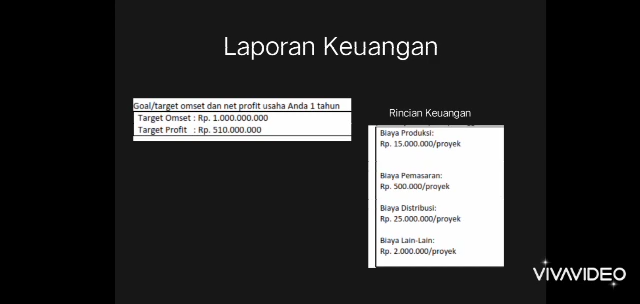 Laporan Keuangan
Goal/target omset dan net profit usaha Anda 1 tahun
Target Omset : Rp. 1.000.000.000
Target Profit : Rp. 510.000.000
Rincian Keuangan
Biaya Produksi:
Rp. 15.000.000/proyek
Biaya Pemasaran:
Rp. 500.000/proyek
Biaya Distribusi:
Rp. 25.000.000/proyek
Biaya Lain-Lain:
Rp. 2.000.000/proyek
VIVAVIDEO